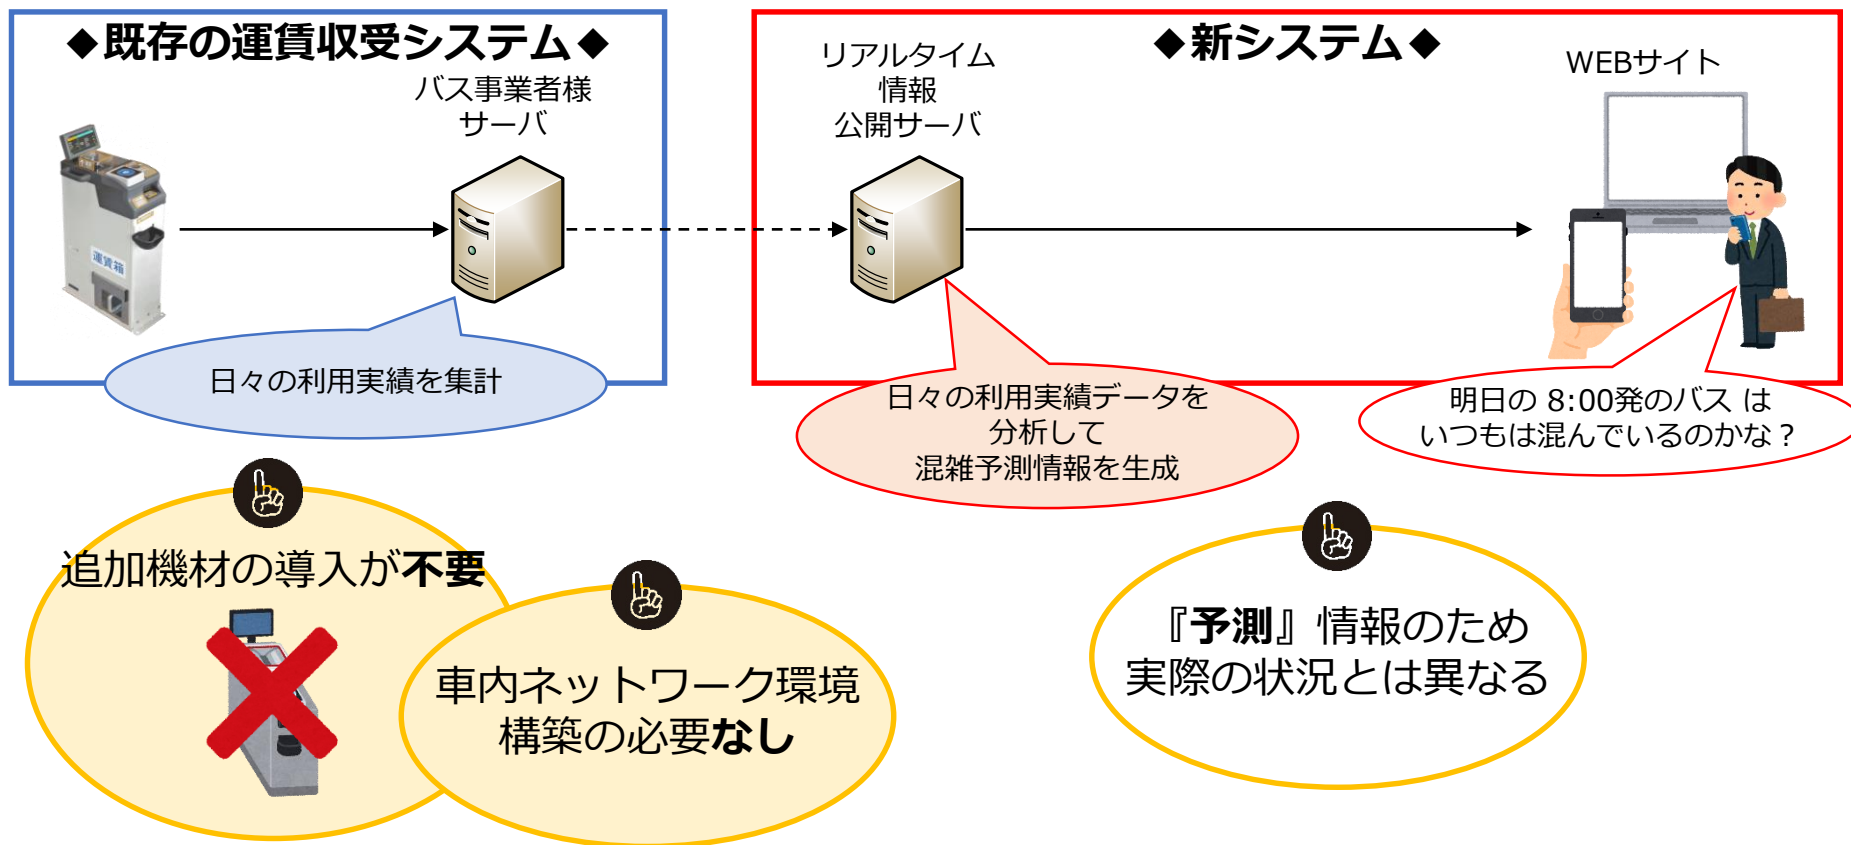 ◆既存の運賃収受システム◆
バス事業者様
サーバ
運賃箱
日々の利用実績を集計
◆新システム◆
リアルタイム
情報
公開サーバ
WEBサイト
日々の利用実績データを
分析して
混雑予測情報を生成
明日の 8:00発のバス は
いつもは混んでいるのかな？
追加機材の導入が不要
車内ネットワーク環境
構築の必要なし
『予測』情報のため
実際の状況とは異なる